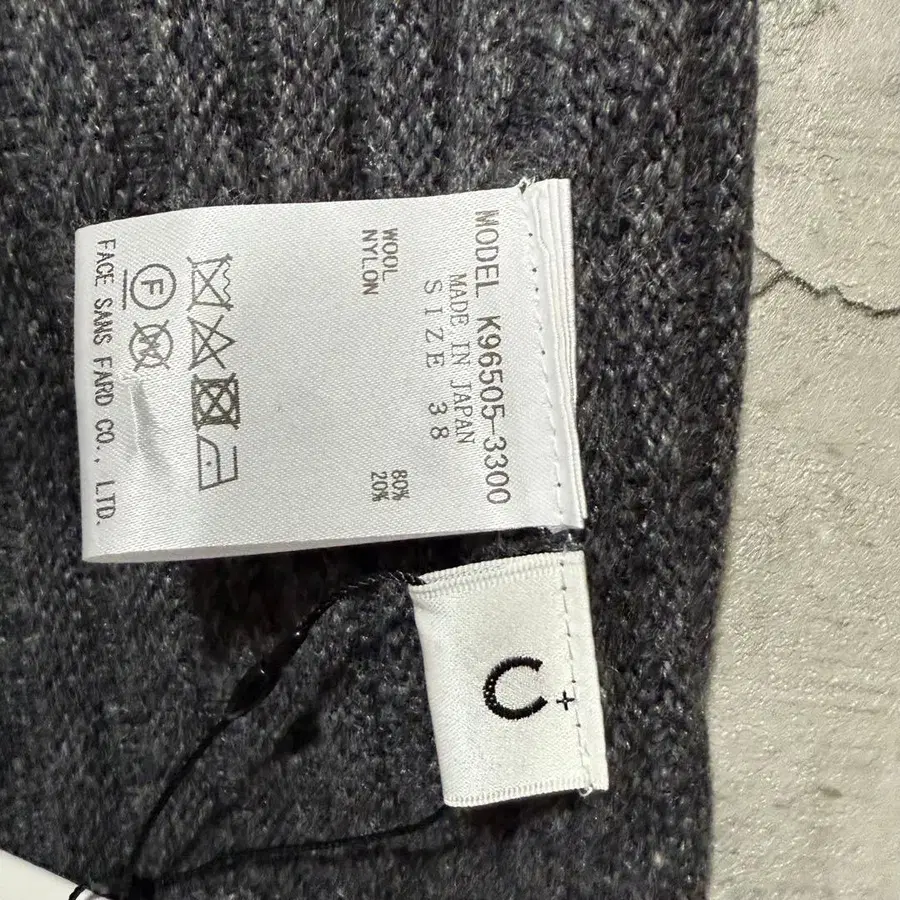 MODEL K96505-3300
MADE IN JAPAN
SIZE 38
WOOL 80%
NYLON 20%
F
W
FACE SANS FARD CO., LTD.
C+